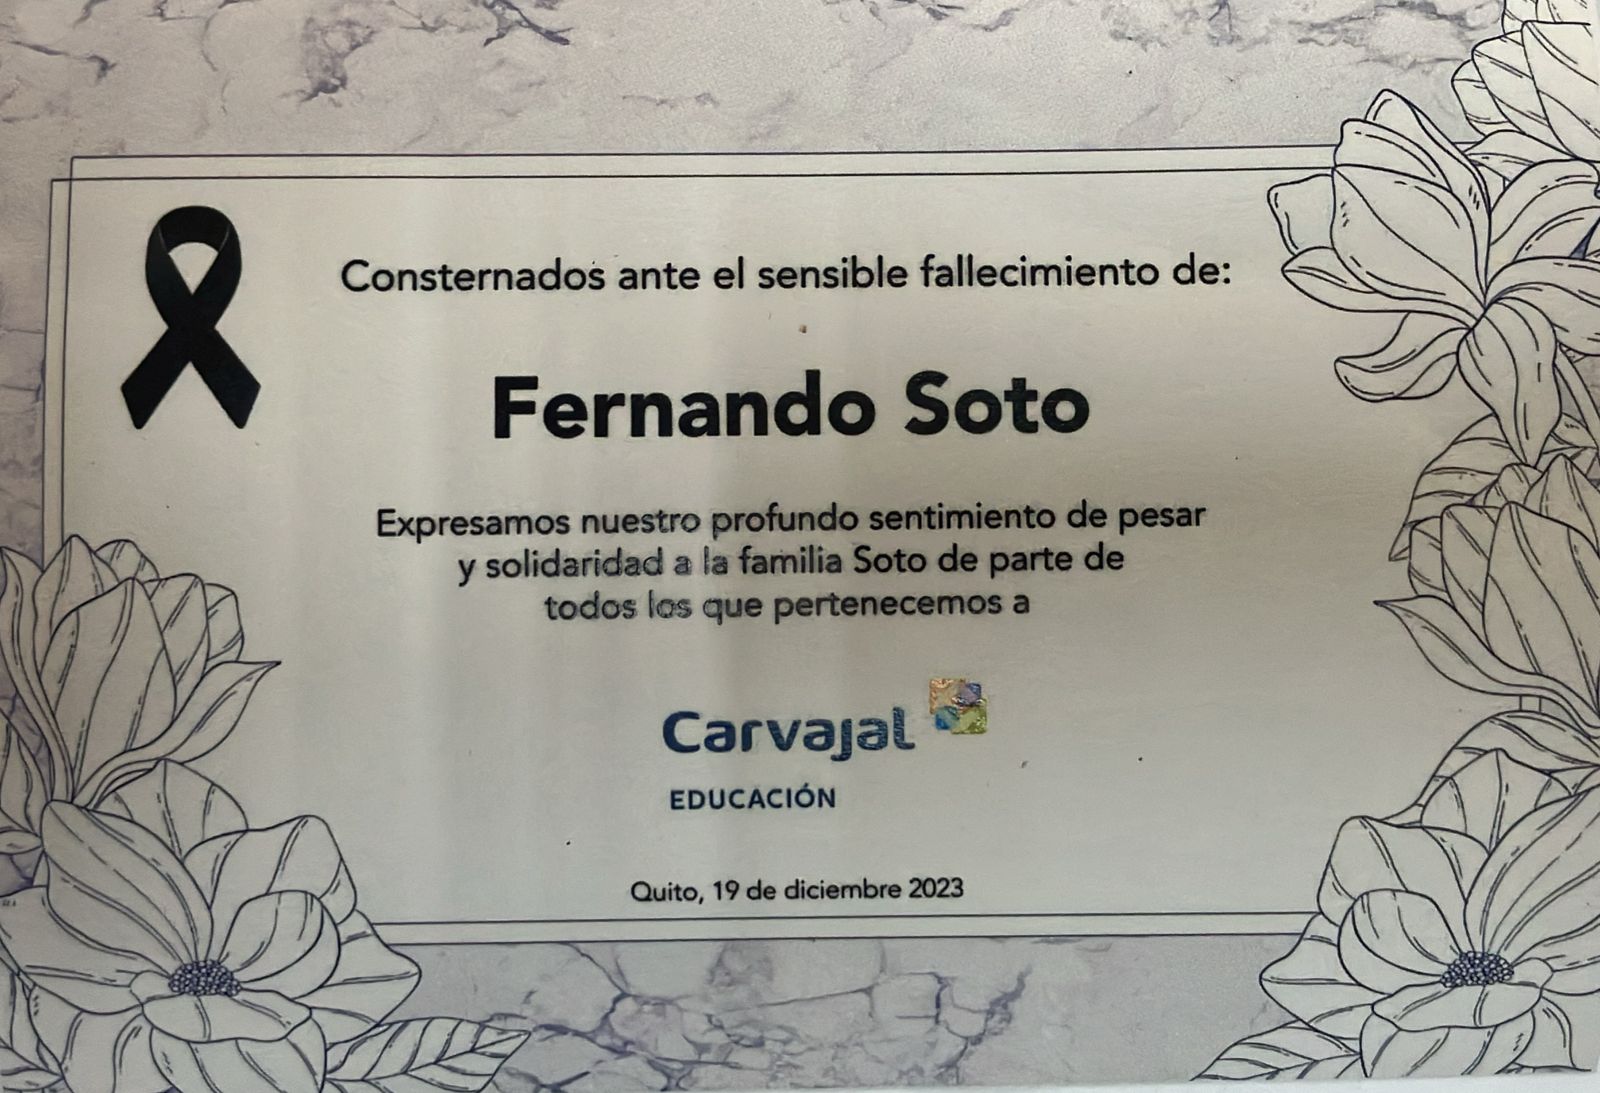 Consternados ante el sensible fallecimiento de:
Fernando Soto
Expresamos nuestro profundo sentimiento de pesar
y solidaridad a la familia Soto de parte de
todos los que pertenecemos a
Carvajal
EDUCACIÓN
Quito, 19 de diciembre 2023